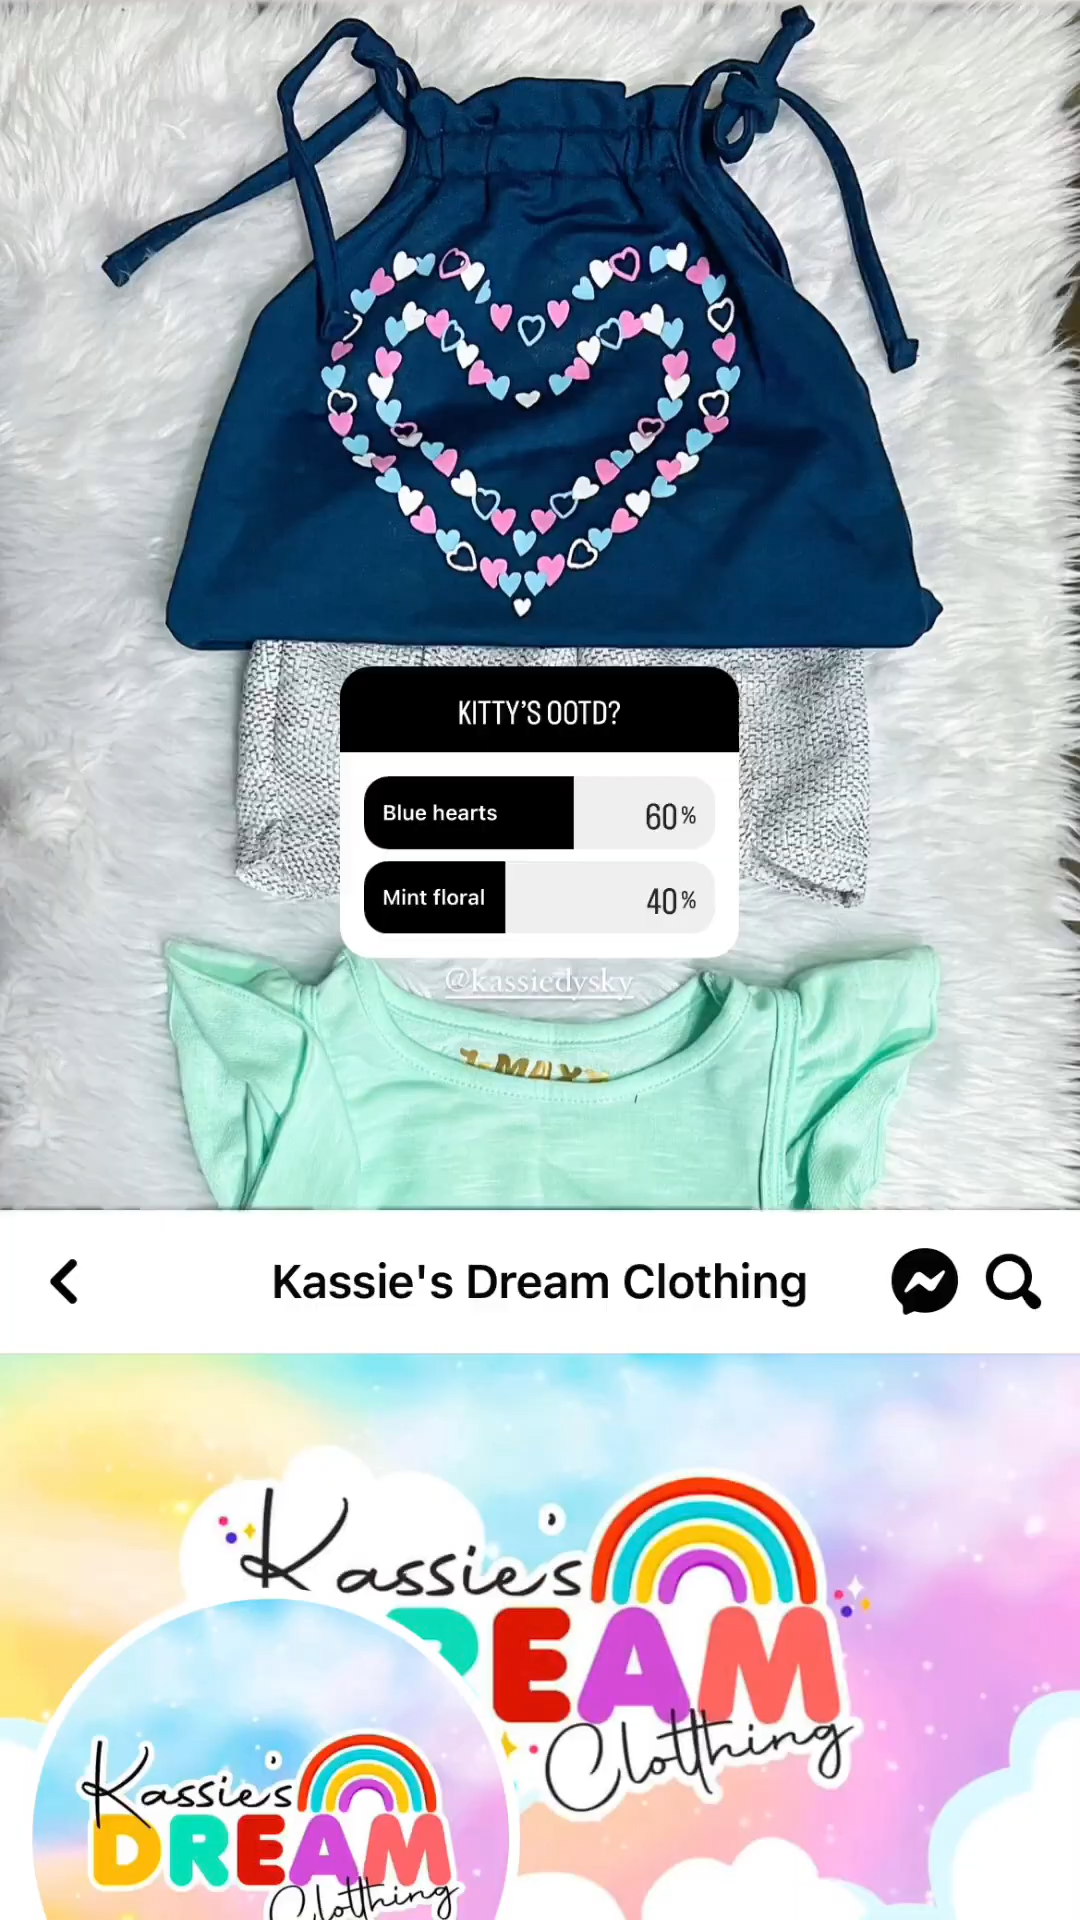 KITTY'S OOTD?
Blue hearts 60%
Mint floral 40%
@kassiedysky
Kassie's Dream Clothing
Kassie's
DREAM
Clothing
Kassie's
DREAM
Clothing